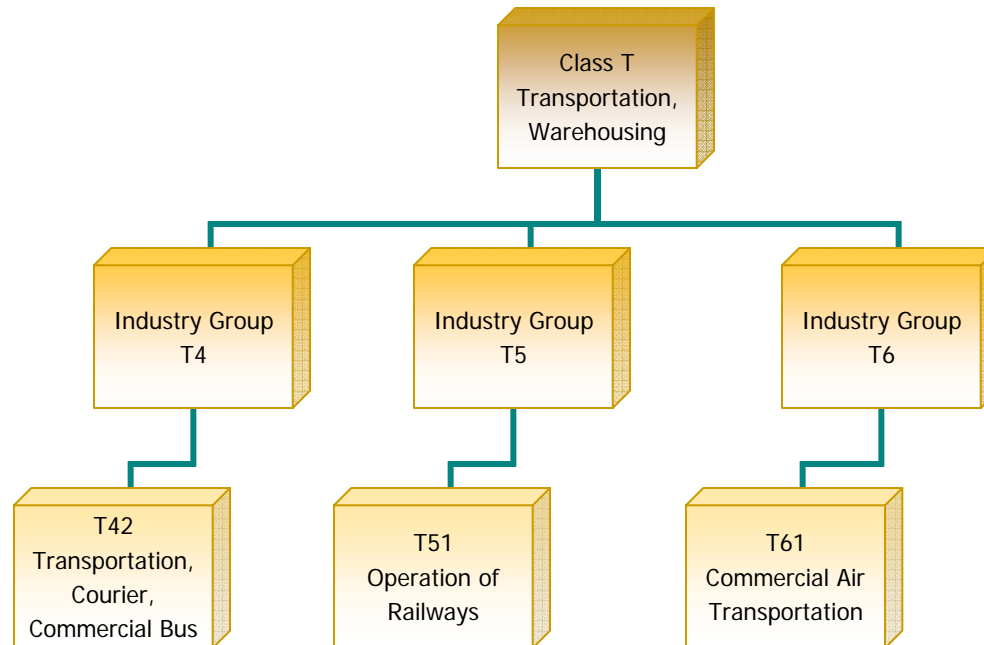 Class T
Transportation,
Warehousing
Industry Group
T4
Industry Group
T5
Industry Group
T6
T42
Transportation,
Courier,
Commercial Bus
T51
Operation of
Railways
T61
Commercial Air
Transportation